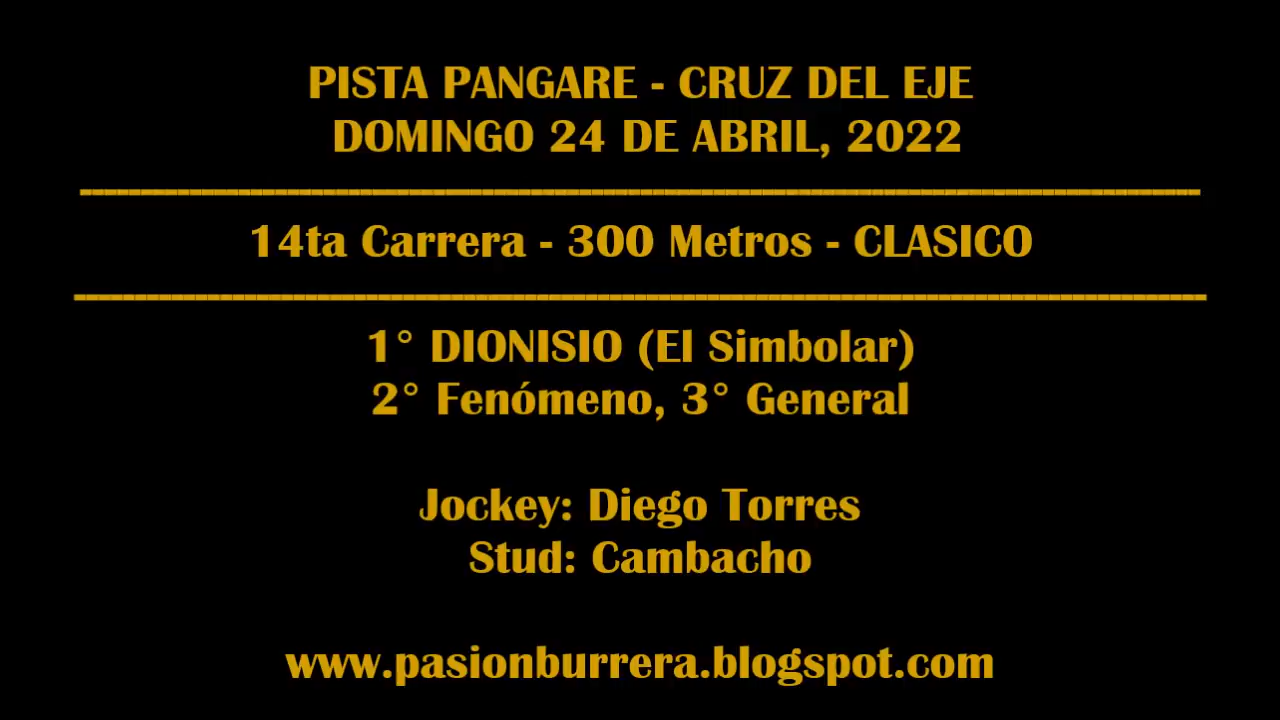 PISTA PANGARE - CRUZ DEL EJE
DOMINGO 24 DE ABRIL, 2022
14ta Carrera - 300 Metros - CLASICO
1° DIONISIO (El Simbolar)
2° Fenómeno, 3° General
Jockey: Diego Torres
Stud: Cambacho
www.pasionburrera.blogspot.com